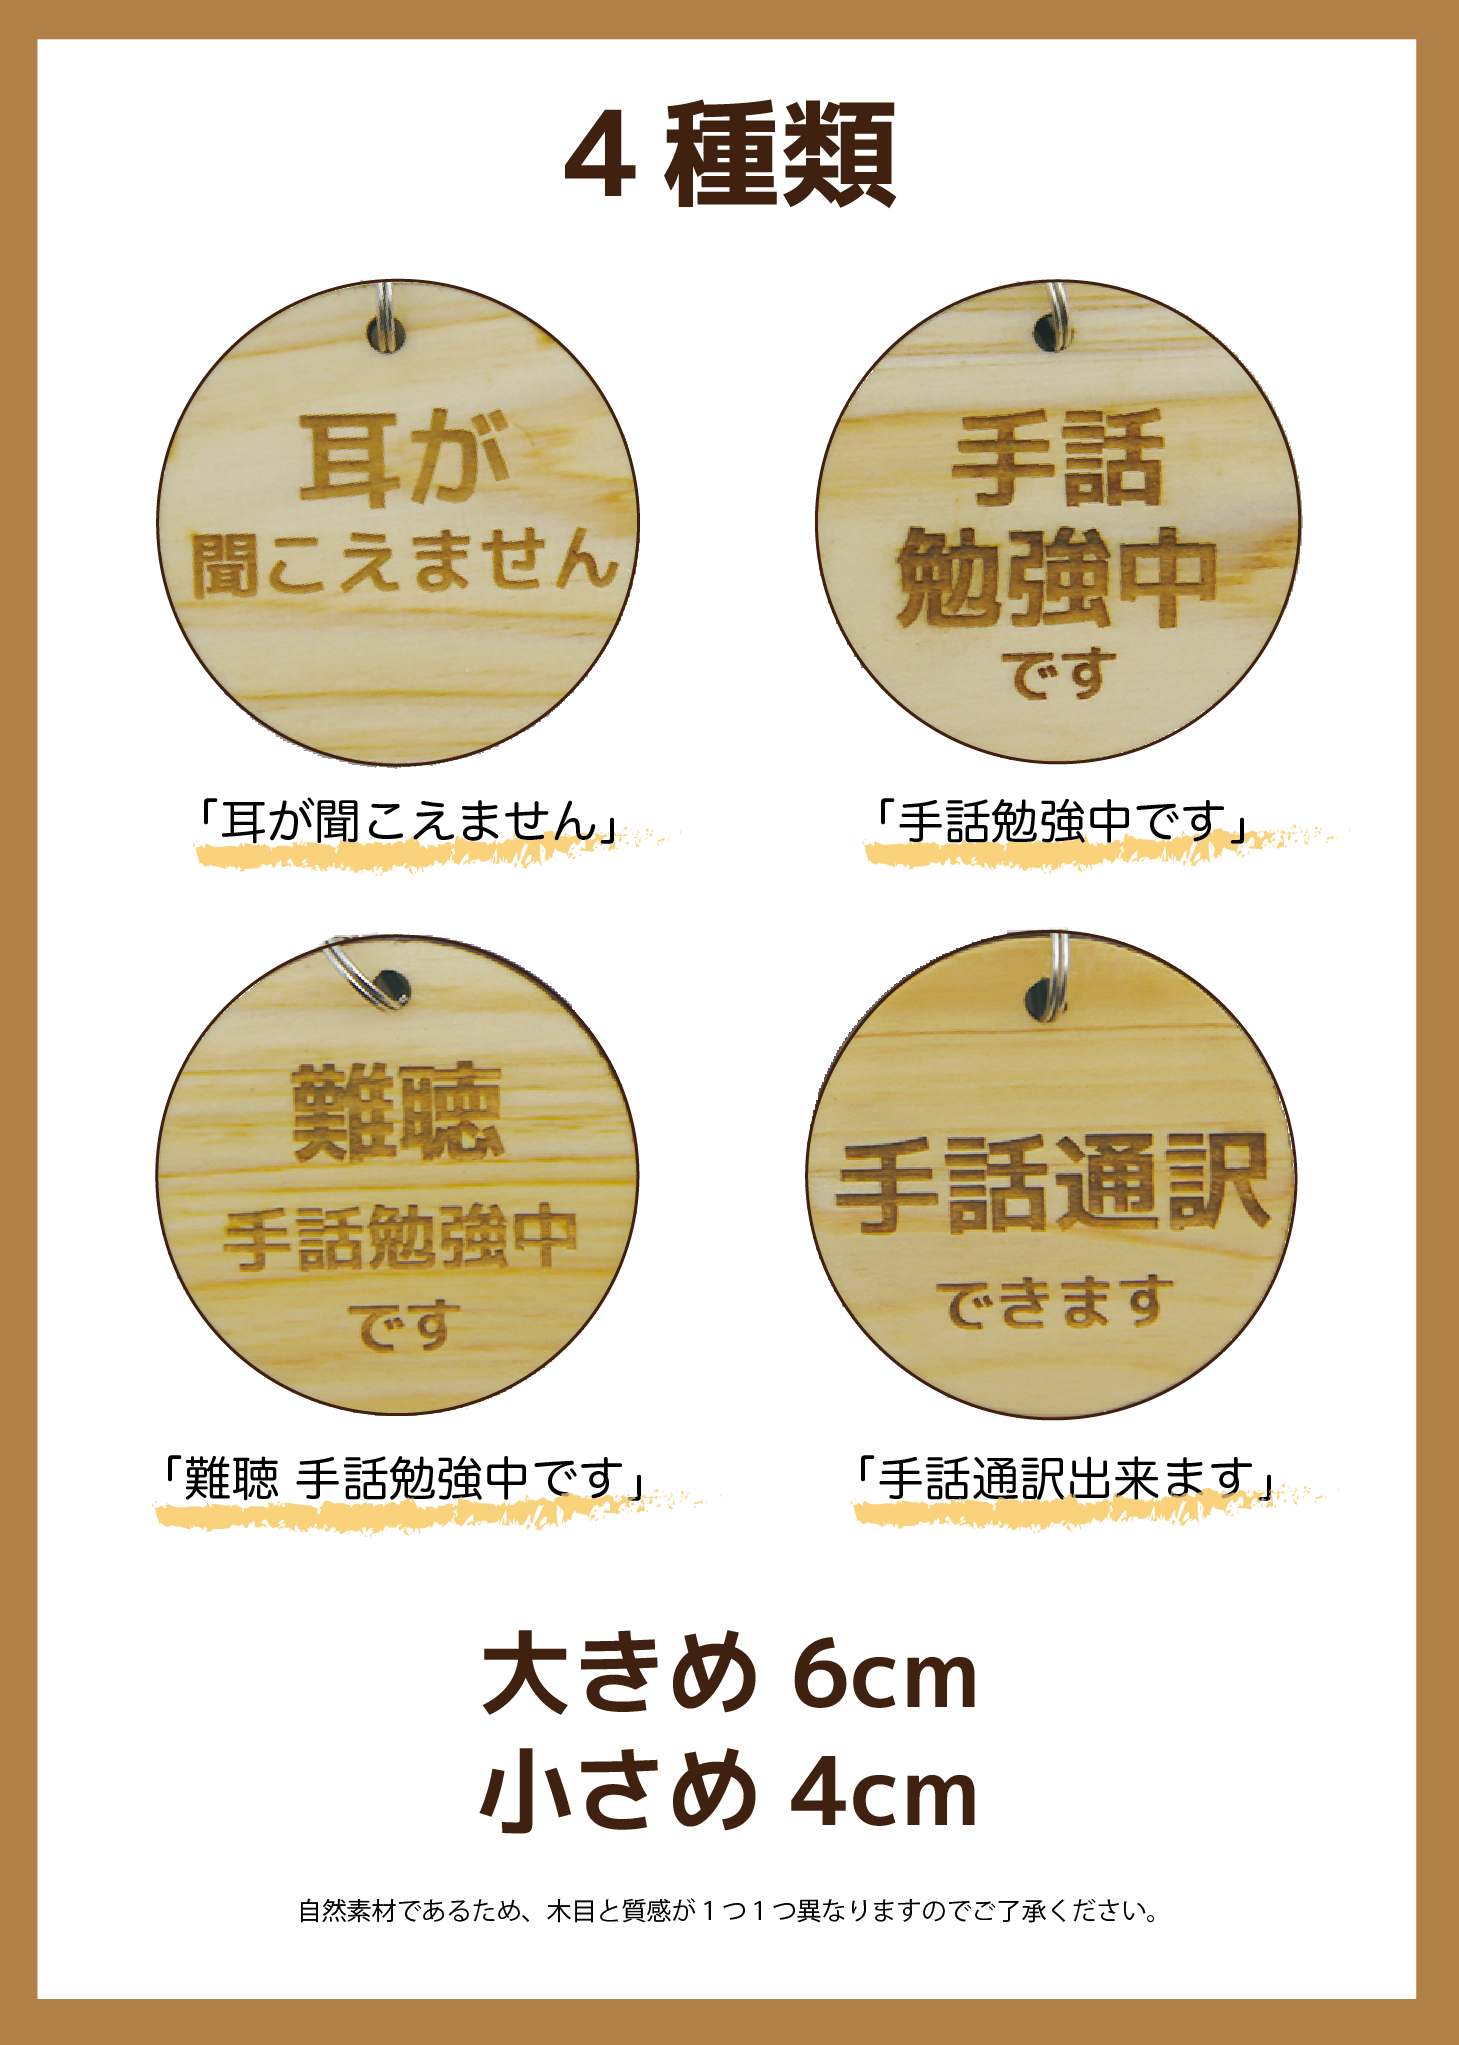 4種類
耳が
聞こえません
手話
勉強中
です
「耳が聞こえません」
「手話勉強中です」
難聴
手話勉強中
です
手話通訳
できます
「難聴 手話勉強中です」
「手話通訳出来ます」
大きめ 6cm
小さめ 4cm
自然素材であるため、木目と質感が1つ1つ異なりますのでご了承ください。